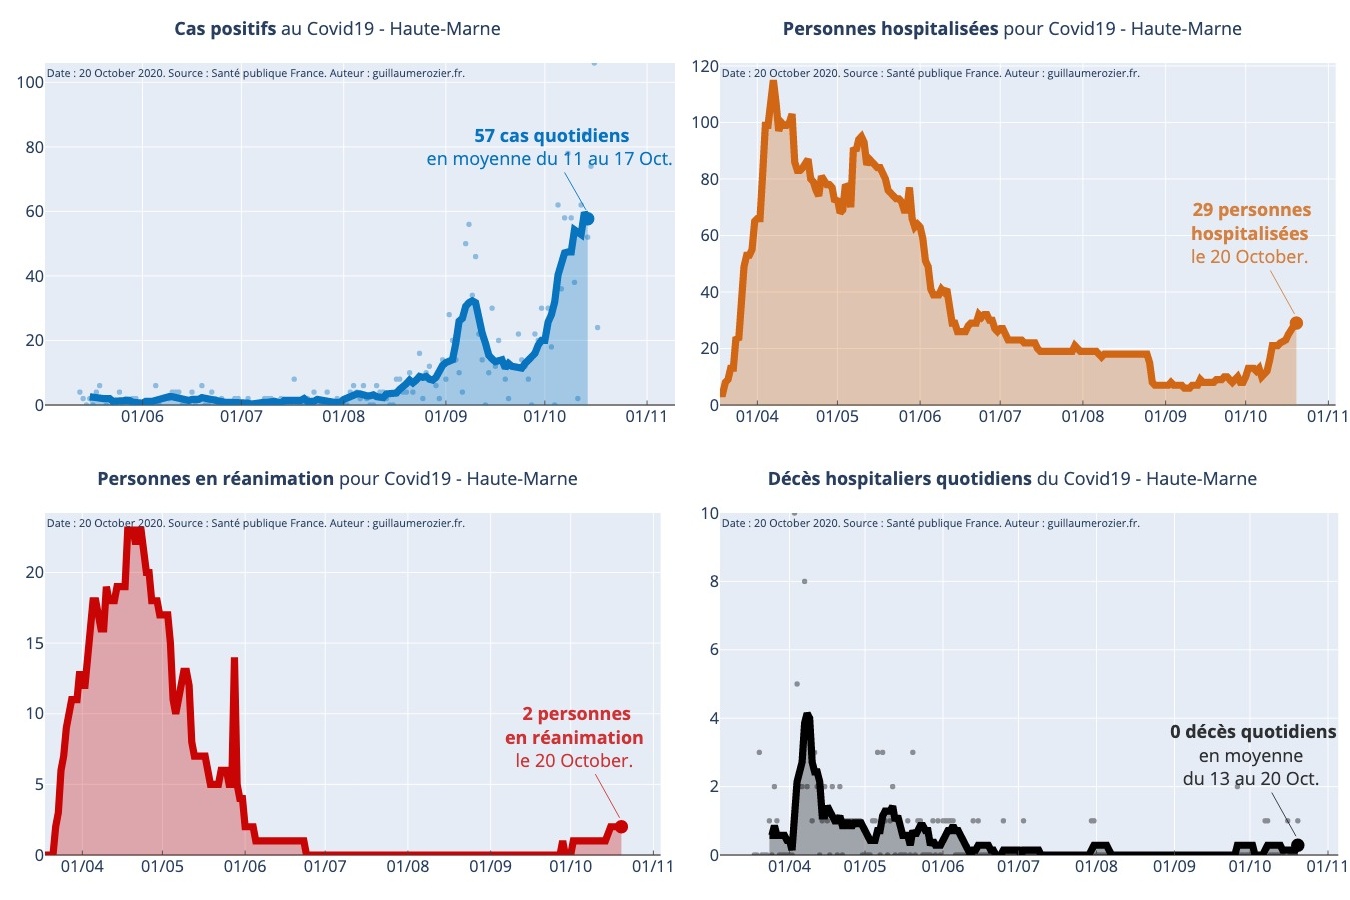 Cas positifs au Covid19 - Haute-Marne
Date : 20 October 2020. Source : Santé publique France. Auteur : guillaumerozier.fr.
100
80
60
40
20
0
57 cas quotidiens
en moyenne du 11 au 17 Oct.
01/06
01/07
01/08
01/09
01/10
01/11
Personnes hospitalisées pour Covid19 - Haute-Marne
Date : 20 October 2020. Source : Santé publique France. Auteur : guillaumerozier.fr.
120
100
80
60
40
20
0
29 personnes
hospitalisées
le 20 October.
01/04
01/05
01/06
01/07
01/08
01/09
01/10
01/11
Personnes en réanimation pour Covid19 - Haute-Marne
Date : 20 October 2020. Source : Santé publique France. Auteur : guillaumerozier.fr.
20
15
10
5
0
2 personnes
en réanimation
le 20 October.
01/04
01/05
01/06
01/07
01/08
01/09
01/10
01/11
Décès hospitaliers quotidiens du Covid19 - Haute-Marne
Date : 20 October 2020. Source : Santé publique France. Auteur : guillaumerozier.fr.
10
8
6
4
2
0
0 décès quotidiens
en moyenne
du 13 au 20 Oct.
01/04
01/05
01/06
01/07
01/08
01/09
01/10
01/11